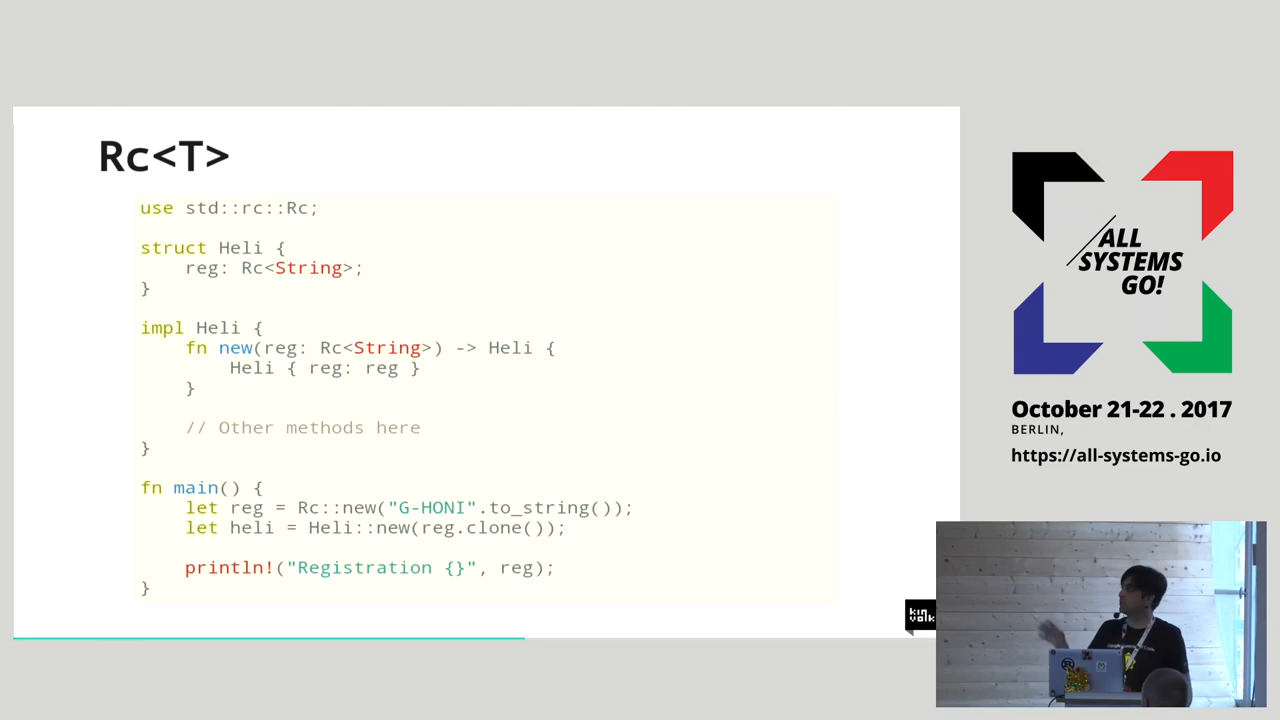 Rc<T>
use std::rc::Rc;
struct Heli {
    reg: Rc<String>;
}
impl Heli {
    fn new(reg: Rc<String>) -> Heli {
        Heli { reg: reg }
    }
    // Other methods here
}
fn main() {
    let reg = Rc::new("G-HONI".to_string());
    let heli = Heli::new(reg.clone());
    println!("Registration {}", reg);
}
kin
volk
ALL
SYSTEMS
GO!
October 21-22 . 2017
BERLIN,
https://all-systems-go.io